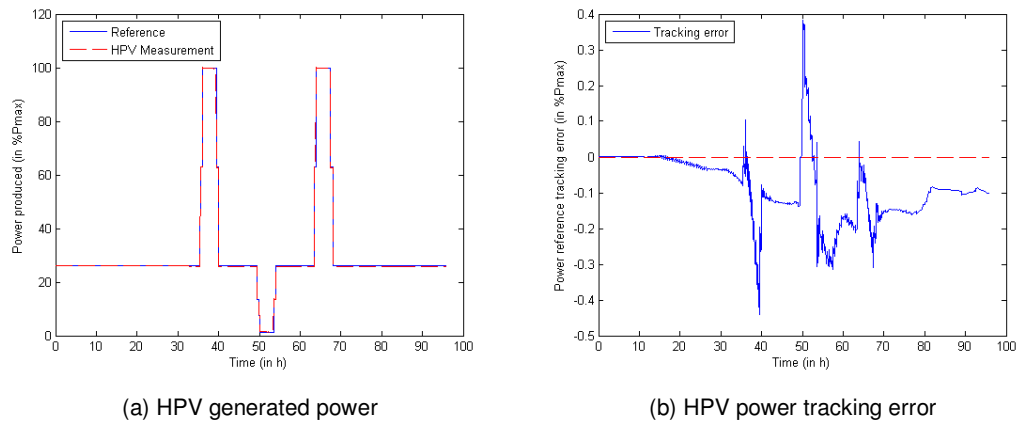 120
100
80
60
40
20
0
Power produced (in %Pmax)
Reference
HPV Measurement
0 10 20 30 40 50 60 70 80 90 100
Time (in h)
(a) HPV generated power
0.4
0.3
0.2
0.1
0
-0.1
-0.2
-0.3
-0.4
-0.5
Power reference tracking error (in %Pmax)
Tracking error
0 10 20 30 40 50 60 70 80 90 100
Time (in h)
(b) HPV power tracking error